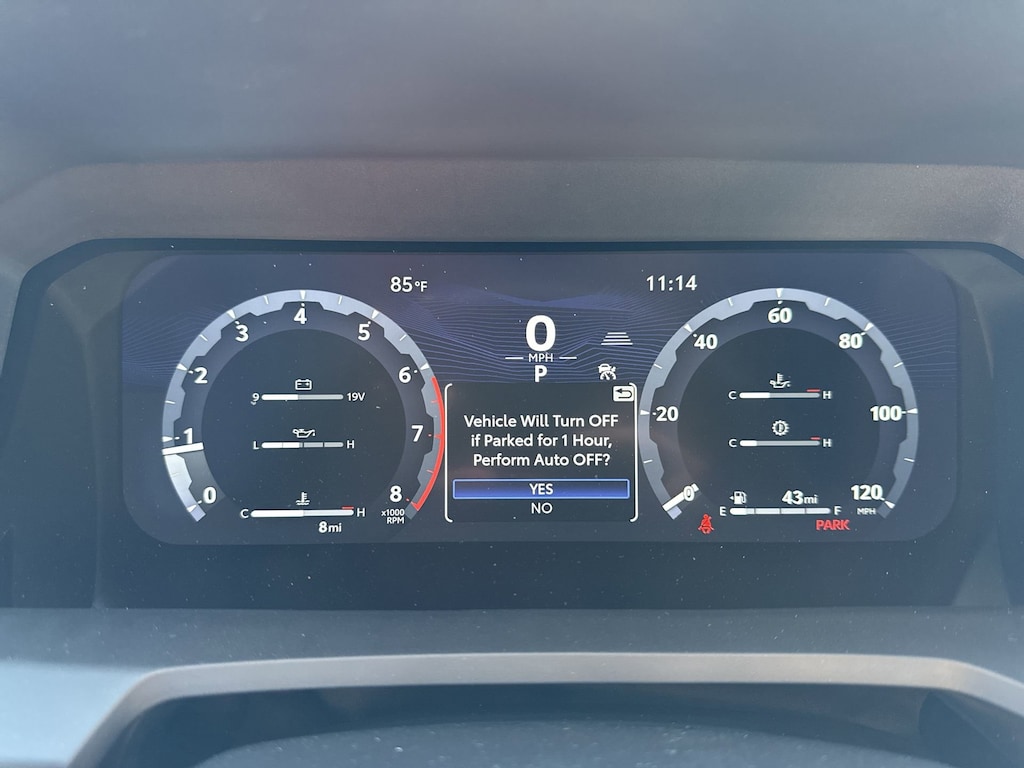 85°F
11:14
4
3
5
2
6
1
7
0
8
x1000
RPM
9
19V
L
H
C
H
8mi
0
MPH
P
Vehicle Will Turn OFF
if Parked for 1 Hour,
Perform Auto OFF?
YES
NO
60
40
80
20
100
0
120
MPH
C
H
C
H
43mi
E
F
PARK